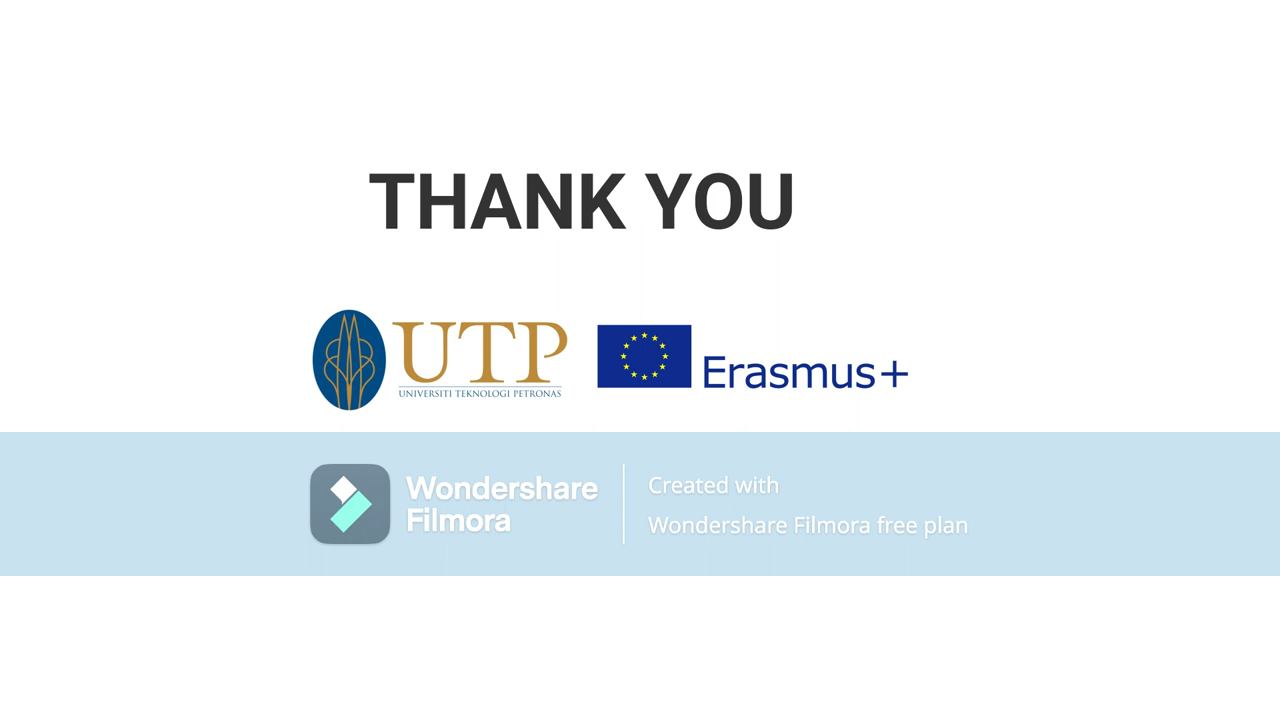 THANK YOU
UTP
UNIVERSITI TEKNOLOGI PETRONAS
Erasmus+
Wondershare
Filmora
Created with
Wondershare Filmora free plan